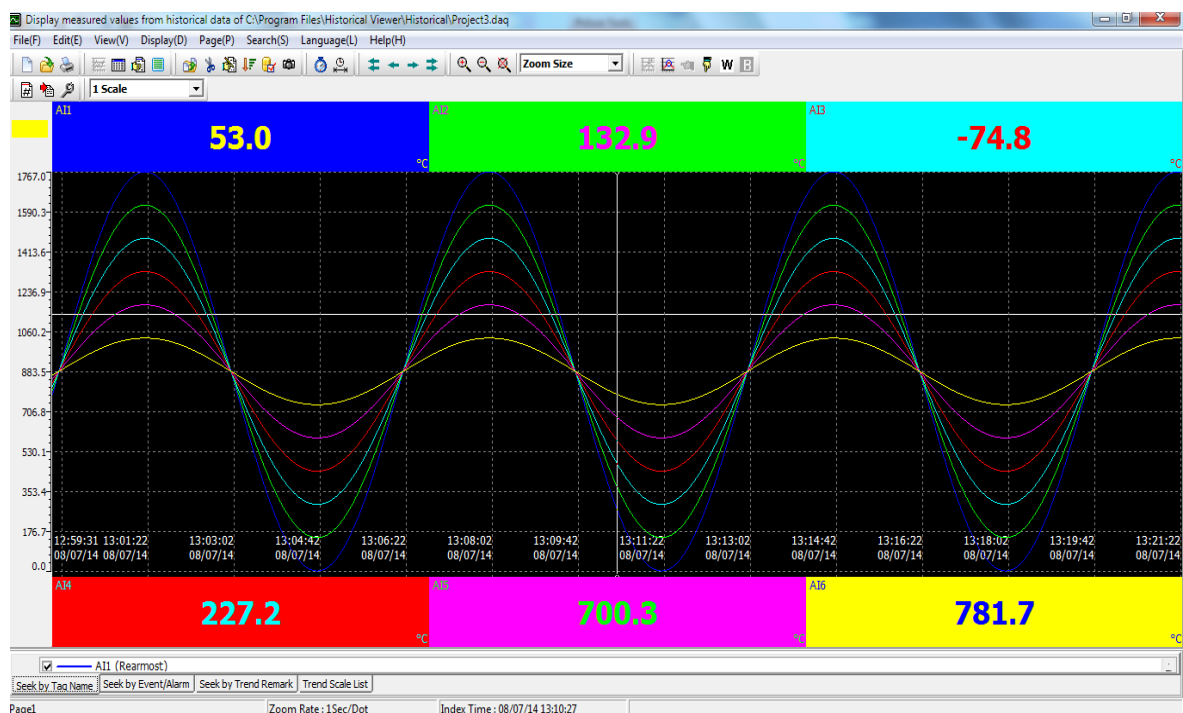 Display measured values from historical data of C:\Program Files\Historical Viewer\Historical\Project3.daq
File(F) Edit(E) View(V) Display(D) Page(P) Search(S) Language(L) Help(H)
Zoom Size W B
# 1 Scale
AI1 AI2 AI3
53.0 132.9 -74.8
°C °C °C
1767.0
1590.3
1413.6
1236.9
1060.2
883.5
706.8
530.1
353.4
176.7
12:59:31 13:01:22 13:03:02 13:04:42 13:06:22 13:08:02 13:09:42 13:11:22 13:13:02 13:14:42 13:16:22 13:18:02 13:19:42 13:21:22
08/07/14 08/07/14 08/07/14 08/07/14 08/07/14 08/07/14 08/07/14 08/07/14 08/07/14 08/07/14 08/07/14 08/07/14 08/07/14 08/07/14
0.0
AI4 AI5 AI6
227.2 700.3 781.7
°C °C °C
AI1 (Rearmost)
Seek by Tag Name Seek by Event/Alarm Seek by Trend Remark Trend Scale List
Page1 Zoom Rate : 1Sec/Dot Index Time : 08/07/14 13:10:27